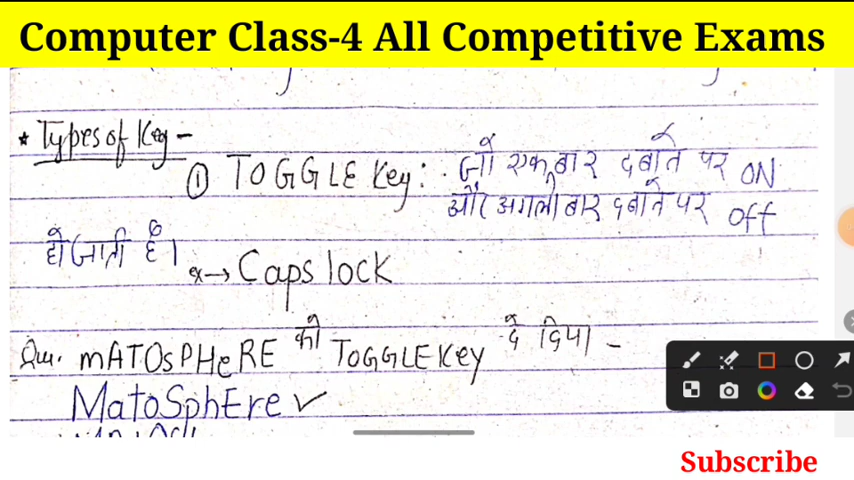 Computer Class-4 All Competitive Exams
* Types of Key -
① TOGGLE Key : जो एक बार दबाने पर ON
और अगली बार दबाने पर off
हो जाती है।
ex → Caps lock
Qu. mATOsPHeRE को ToGGLE Key दे दिया -
MatoSphEre ✓
Subscribe